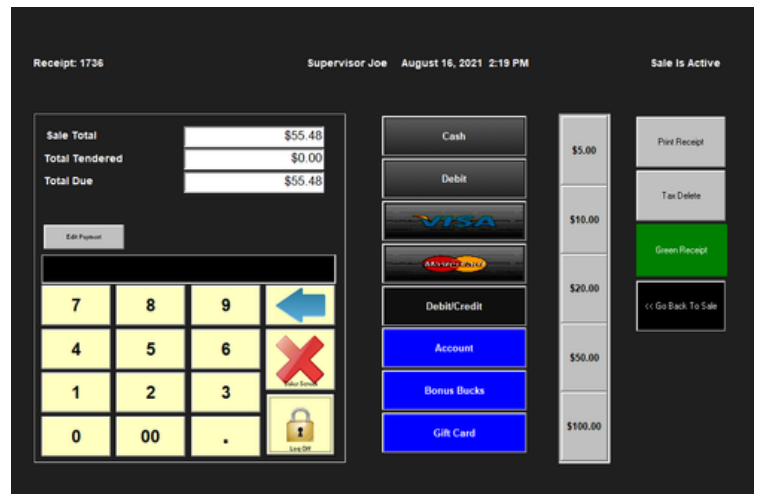 Receipt: 1736 Supervisor Joe August 16, 2021 2:19 PM Sale Is Active
Sale Total $55.48
Total Tendered $0.00
Total Due $55.48
Edit Payment
7 8 9
4 5 6
1 2 3
0 00 .
Log Off
Cash
Debit
VISA
MasterCard
Debit/Credit
Account
Bonus Bucks
Gift Card
$5.00
$10.00
$20.00
$50.00
$100.00
Print Receipt
Tax Delete
Green Receipt
<< Go Back To Sale